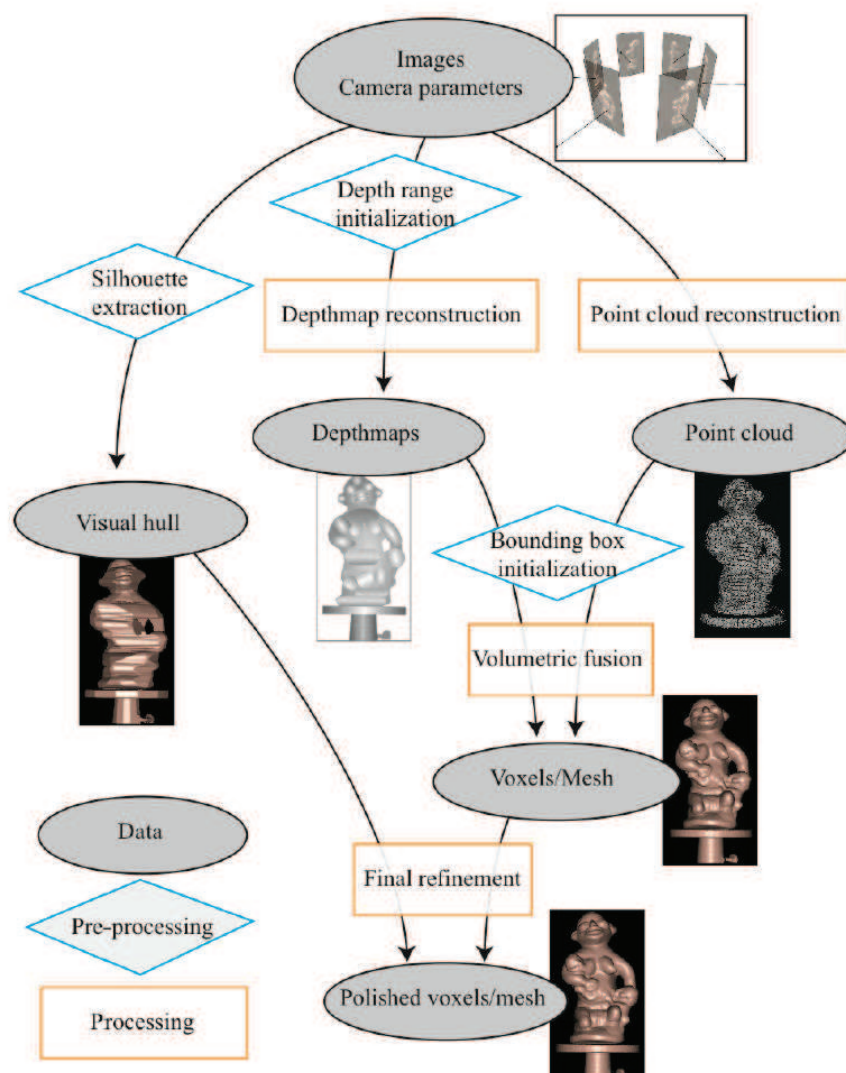 Images
Camera parameters
Depth range
initialization
Silhouette
extraction
Depthmap reconstruction
Point cloud reconstruction
Depthmaps
Point cloud
Visual hull
Bounding box
initialization
Volumetric fusion
Voxels/Mesh
Data
Final refinement
Pre-processing
Polished voxels/mesh
Processing